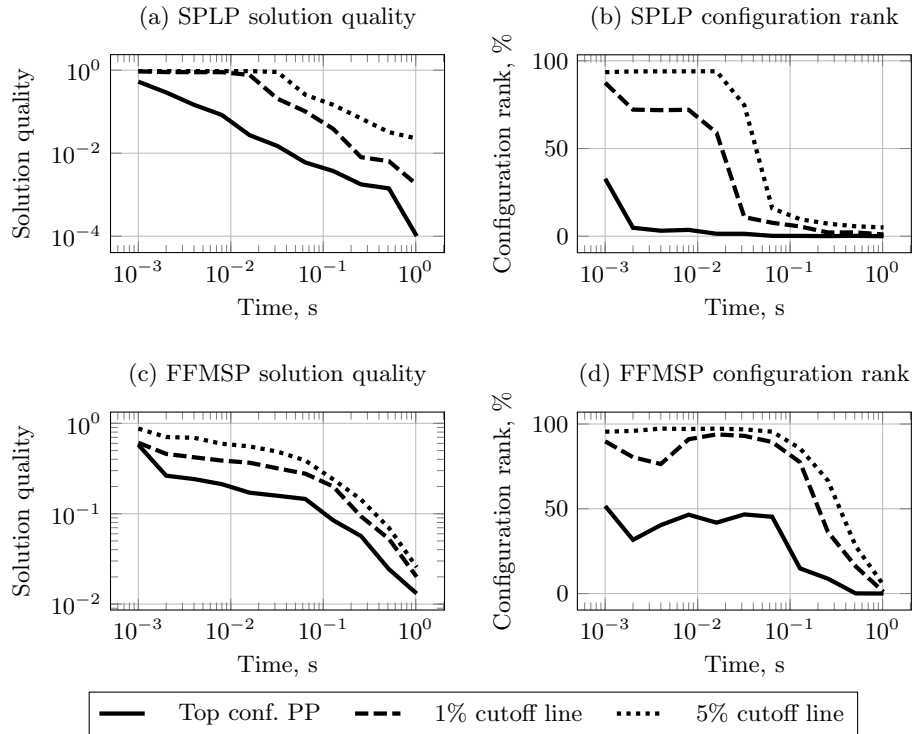 (a) SPLP solution quality
Solution quality
10^0
10^−2
10^−4
10^−3 10^−2 10^−1 10^0
Time, s
(b) SPLP configuration rank
Configuration rank, %
100
50
0
10^−3 10^−2 10^−1 10^0
Time, s
(c) FFMSP solution quality
Solution quality
10^0
10^−1
10^−2
10^−3 10^−2 10^−1 10^0
Time, s
(d) FFMSP configuration rank
Configuration rank, %
100
50
0
10^−3 10^−2 10^−1 10^0
Time, s
Top conf. PP 1% cutoff line 5% cutoff line